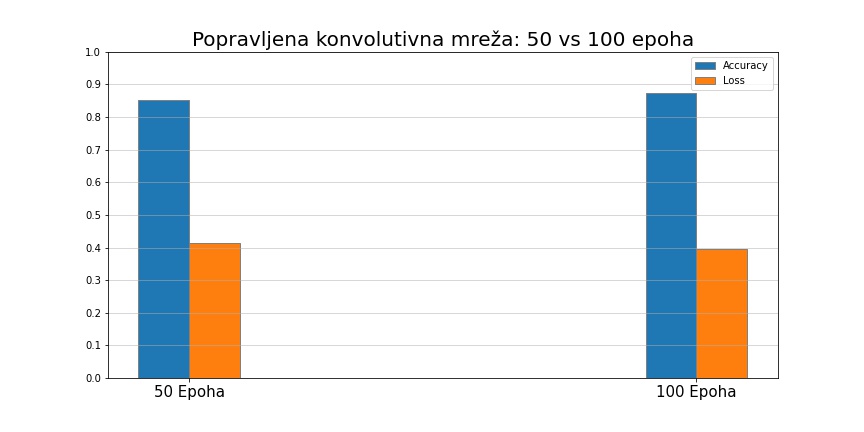 Popravljena konvolutivna mreža: 50 vs 100 epoha
1.0
0.9
0.8
0.7
0.6
0.5
0.4
0.3
0.2
0.1
0.0
Accuracy
Loss
50 Epoha
100 Epoha